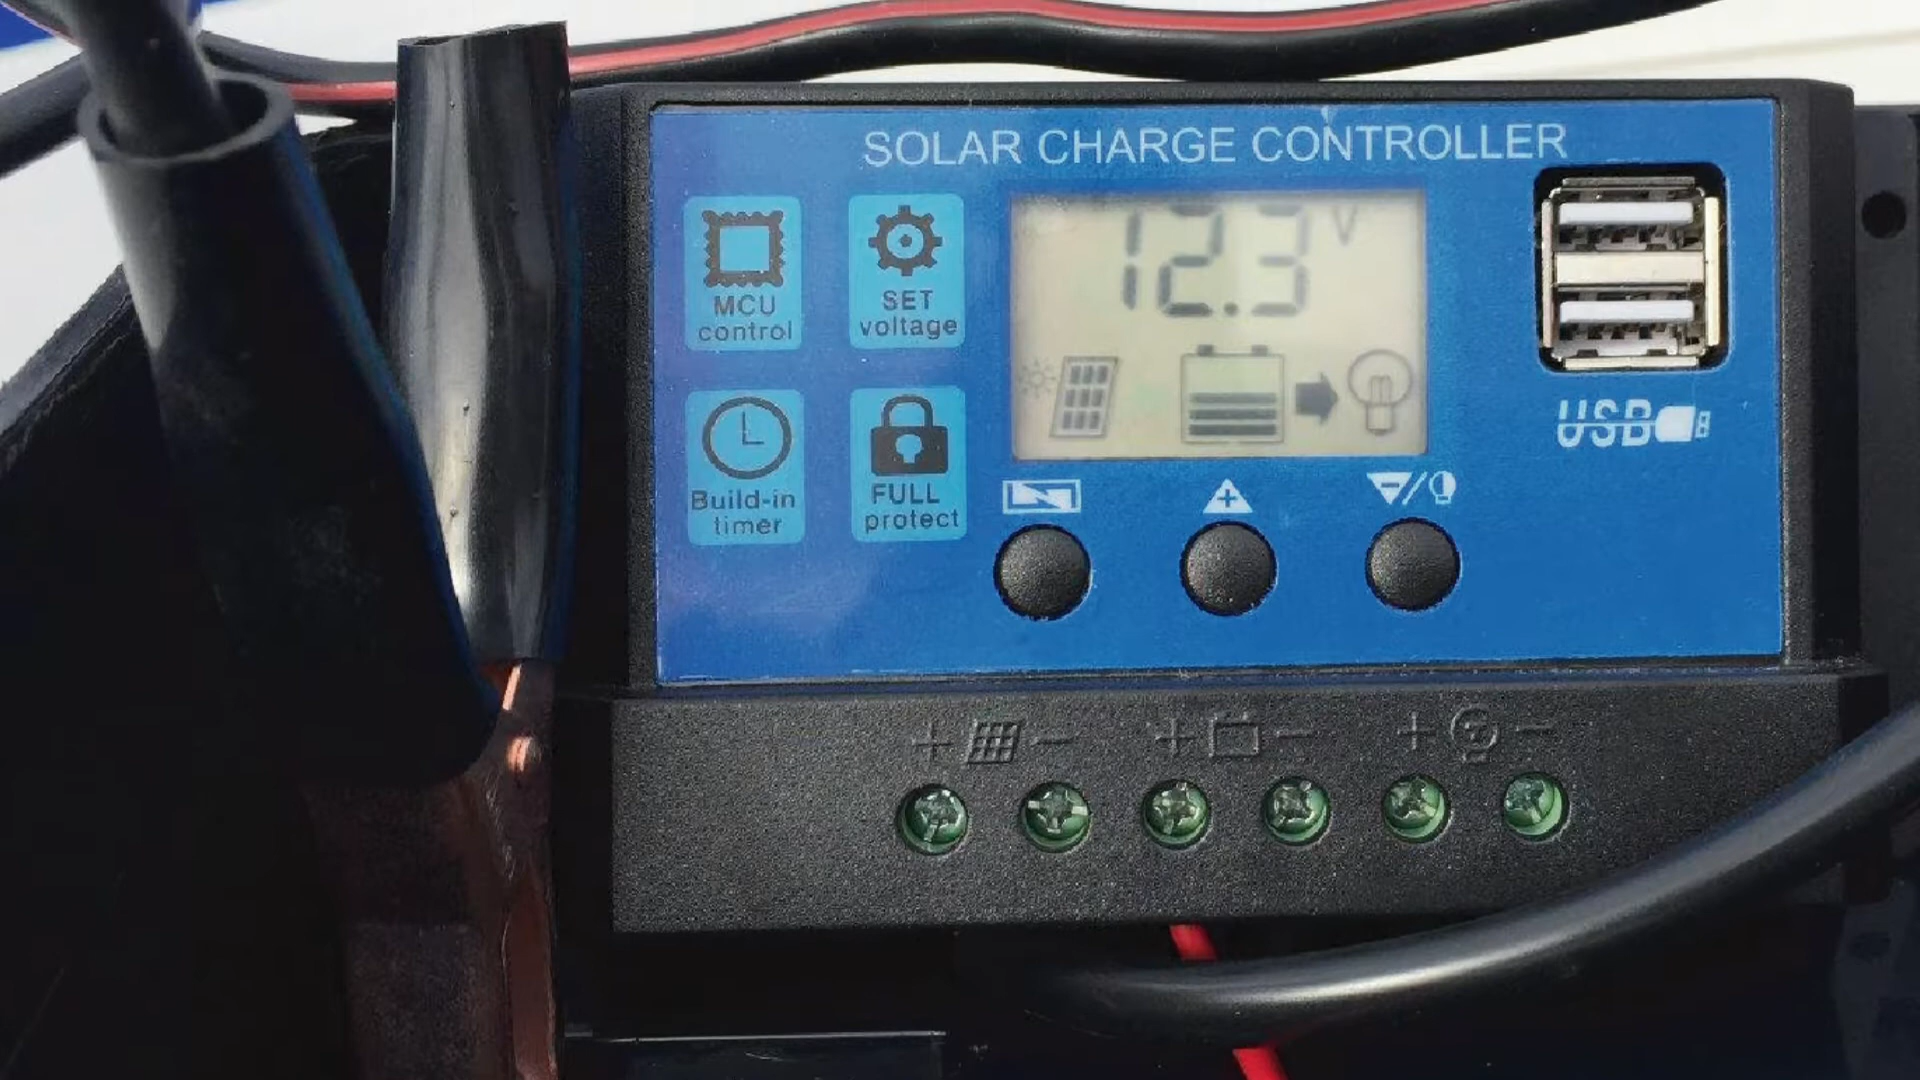 SOLAR CHARGE CONTROLLER
MCU
control
SET
voltage
12.3 V
Build-in
timer
FULL
protect
USB
+ -
+ -
+ -